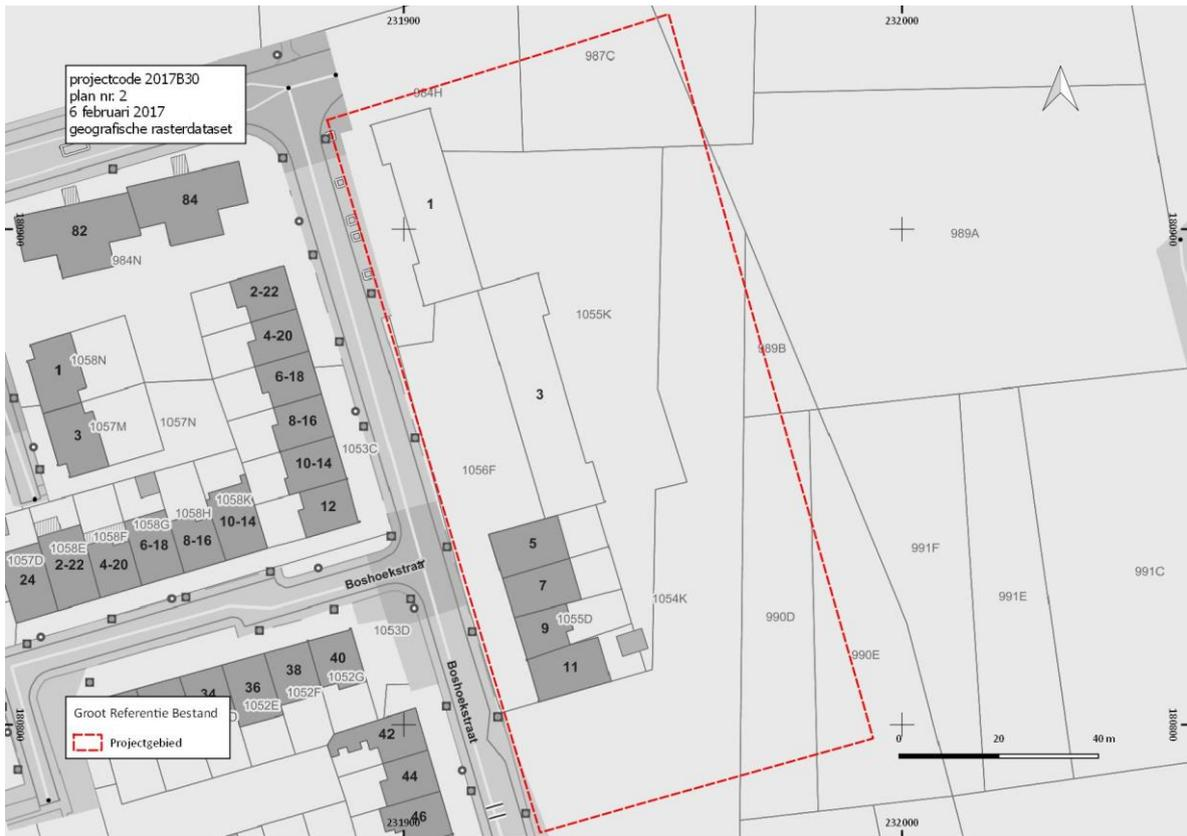 231900
232000
projectcode 2017B30
plan nr. 2
6 februari 2017
geografische rasterdataset
987C
984H
84
82
984N
1
180900
180900
989A
2-22
4-20
6-18
8-16
10-14
12
1053C
1055K
989B
1
1058N
3
1057M
1057N
3
1056F
1058K
10-14
1058H
8-16
1058G
6-18
1058F
4-20
1058E
2-22
1057D
24
5
7
9
1055D
11
1054K
991F
991E
991C
990D
990E
Boshoekstraat
1053D
Boshoekstraat
40
1052G
38
1052F
36
1052E
34
D
42
44
46
Groot Referentie Bestand
Projectgebied
180800
180800
0
20
40 m
231900
232000